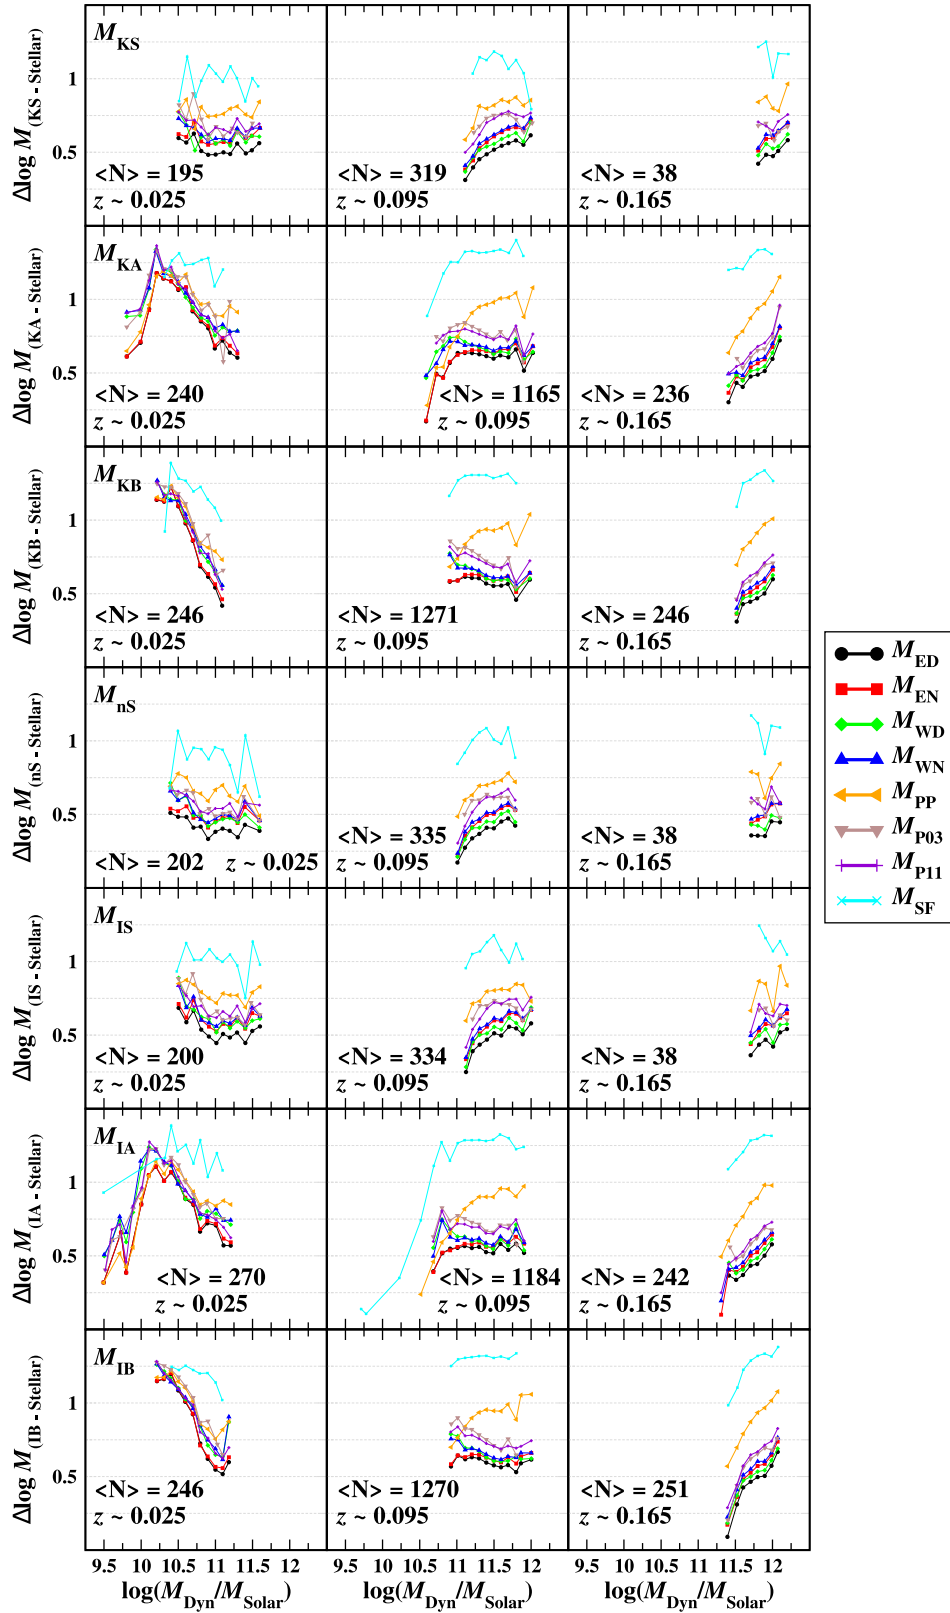 M_KS
Δlog M_(KS - Stellar)
1
0.5
<N> = 195
z ~ 0.025
<N> = 319
z ~ 0.095
<N> = 38
z ~ 0.165
M_KA
Δlog M_(KA - Stellar)
1
0.5
<N> = 240
z ~ 0.025
<N> = 1165
z ~ 0.095
<N> = 236
z ~ 0.165
M_KB
Δlog M_(KB - Stellar)
1
0.5
<N> = 246
z ~ 0.025
<N> = 1271
z ~ 0.095
<N> = 246
z ~ 0.165
M_nS
Δlog M_(nS - Stellar)
1
0.5
<N> = 202 z ~ 0.025
<N> = 335
z ~ 0.095
<N> = 38
z ~ 0.165
M_IS
Δlog M_(IS - Stellar)
1
0.5
<N> = 200
z ~ 0.025
<N> = 334
z ~ 0.095
<N> = 38
z ~ 0.165
M_IA
Δlog M_(IA - Stellar)
1
0.5
<N> = 270
z ~ 0.025
<N> = 1184
z ~ 0.095
<N> = 242
z ~ 0.165
M_IB
Δlog M_(IB - Stellar)
1
0.5
<N> = 246
z ~ 0.025
<N> = 1270
z ~ 0.095
<N> = 251
z ~ 0.165
9.5 10 10.5 11 11.5 12
9.5 10 10.5 11 11.5 12
9.5 10 10.5 11 11.5 12
log(M_Dyn/M_Solar)
log(M_Dyn/M_Solar)
log(M_Dyn/M_Solar)
M_ED
M_EN
M_WD
M_WN
M_PP
M_P03
M_P11
M_SF